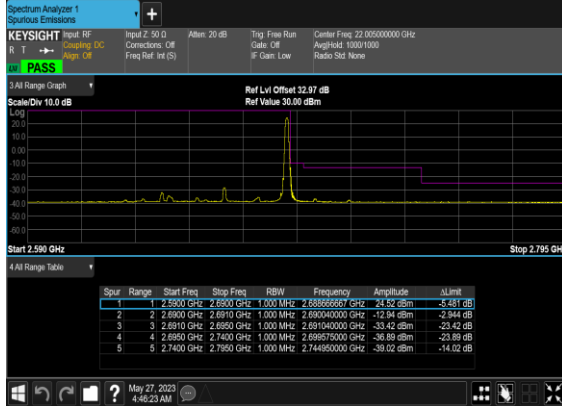 Spectrum Analyzer 1
Spurious Emissions
+
KEYSIGHT Input: RF Input Z: 50 Ω Atten: 20 dB Trig: Free Run Center Freq: 22.005000000 GHz
R T Coupling: DC Corrections: Off Gate: Off Avg|Hold: 1000/1000
Align: Off Freq Ref: Int (S) IF Gain: Low Radio Std: None
PASS
3 All Range Graph
Ref Lvl Offset 32.97 dB
Scale/Div 10.0 dB Ref Value 30.00 dBm
Log
20.0
10.0
0.00
-10.0
-20.0
-30.0
-40.0
-50.0
-60.0
Start 2.590 GHz Stop 2.795 GH
4 All Range Table
Spur Range Start Freq Stop Freq RBW Frequency Amplitude ΔLimit
1 1 2.5900 GHz 2.6900 GHz 1.000 MHz 2.688666667 GHz 24.52 dBm -5.481 dB
2 2 2.6900 GHz 2.6910 GHz 1.000 MHz 2.690040000 GHz -12.94 dBm -2.944 dB
3 3 2.6910 GHz 2.6950 GHz 1.000 MHz 2.691040000 GHz -33.42 dBm -23.42 dB
4 4 2.6950 GHz 2.7400 GHz 1.000 MHz 2.699575000 GHz -36.89 dBm -23.89 dB
5 5 2.7400 GHz 2.7950 GHz 1.000 MHz 2.744950000 GHz -39.02 dBm -14.02 dB
? May 27, 2023
4:46:23 AM